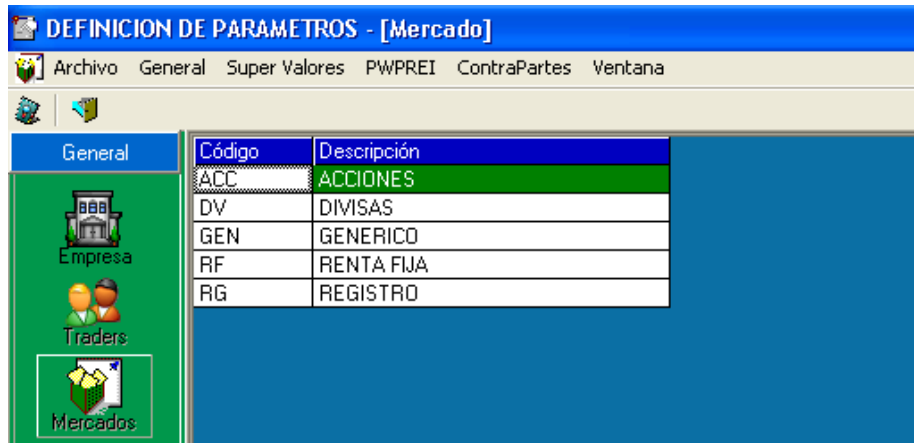 DEFINICION DE PARAMETROS - [Mercado]
Archivo General Super Valores PWPREI ContraPartes Ventana
General
Código Descripción
ACC ACCIONES
DV DIVISAS
GEN GENERICO
RF RENTA FIJA
RG REGISTRO
Empresa
Traders
Mercados